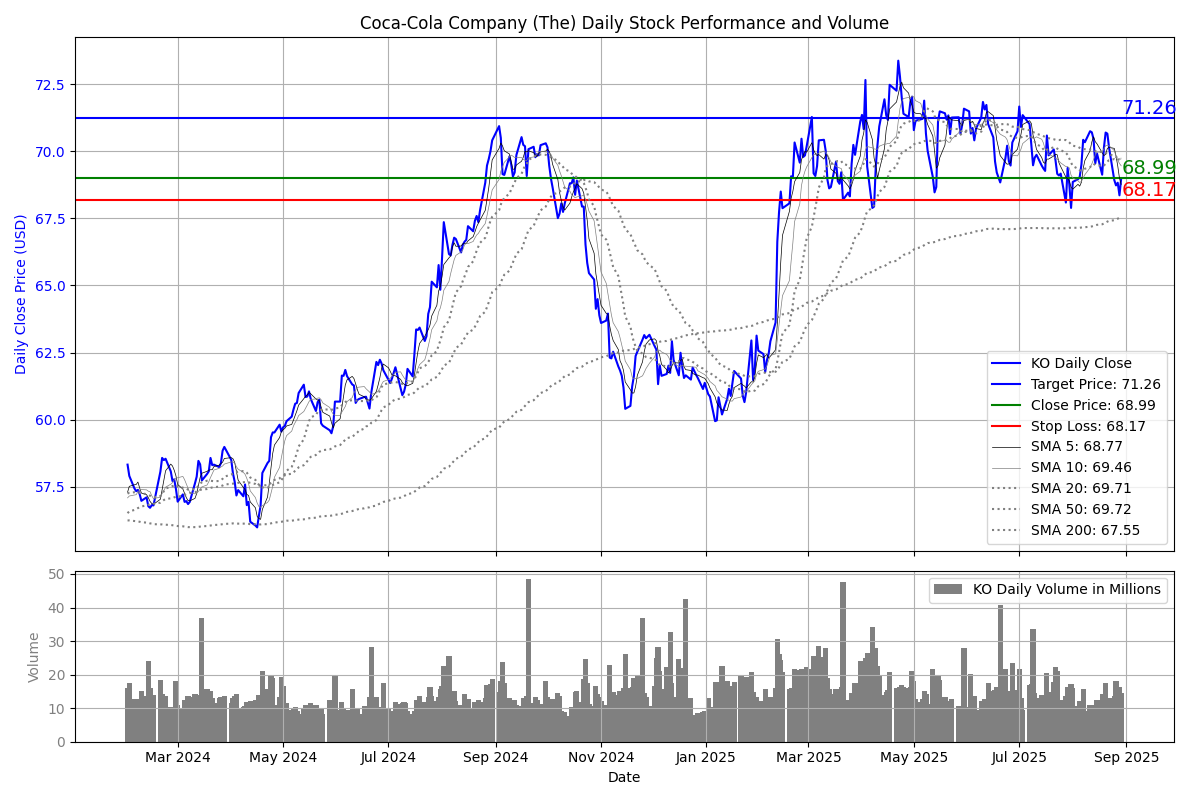 Coca-Cola Company (The) Daily Stock Performance and Volume
Daily Close Price (USD)
72.5
70.0
67.5
65.0
62.5
60.0
57.5
71.26
68.99
68.17
KO Daily Close
Target Price: 71.26
Close Price: 68.99
Stop Loss: 68.17
SMA 5: 68.77
SMA 10: 69.46
SMA 20: 69.71
SMA 50: 69.72
SMA 200: 67.55
Volume
50
40
30
20
10
0
KO Daily Volume in Millions
Mar 2024 May 2024 Jul 2024 Sep 2024 Nov 2024 Jan 2025 Mar 2025 May 2025 Jul 2025 Sep 2025
Date